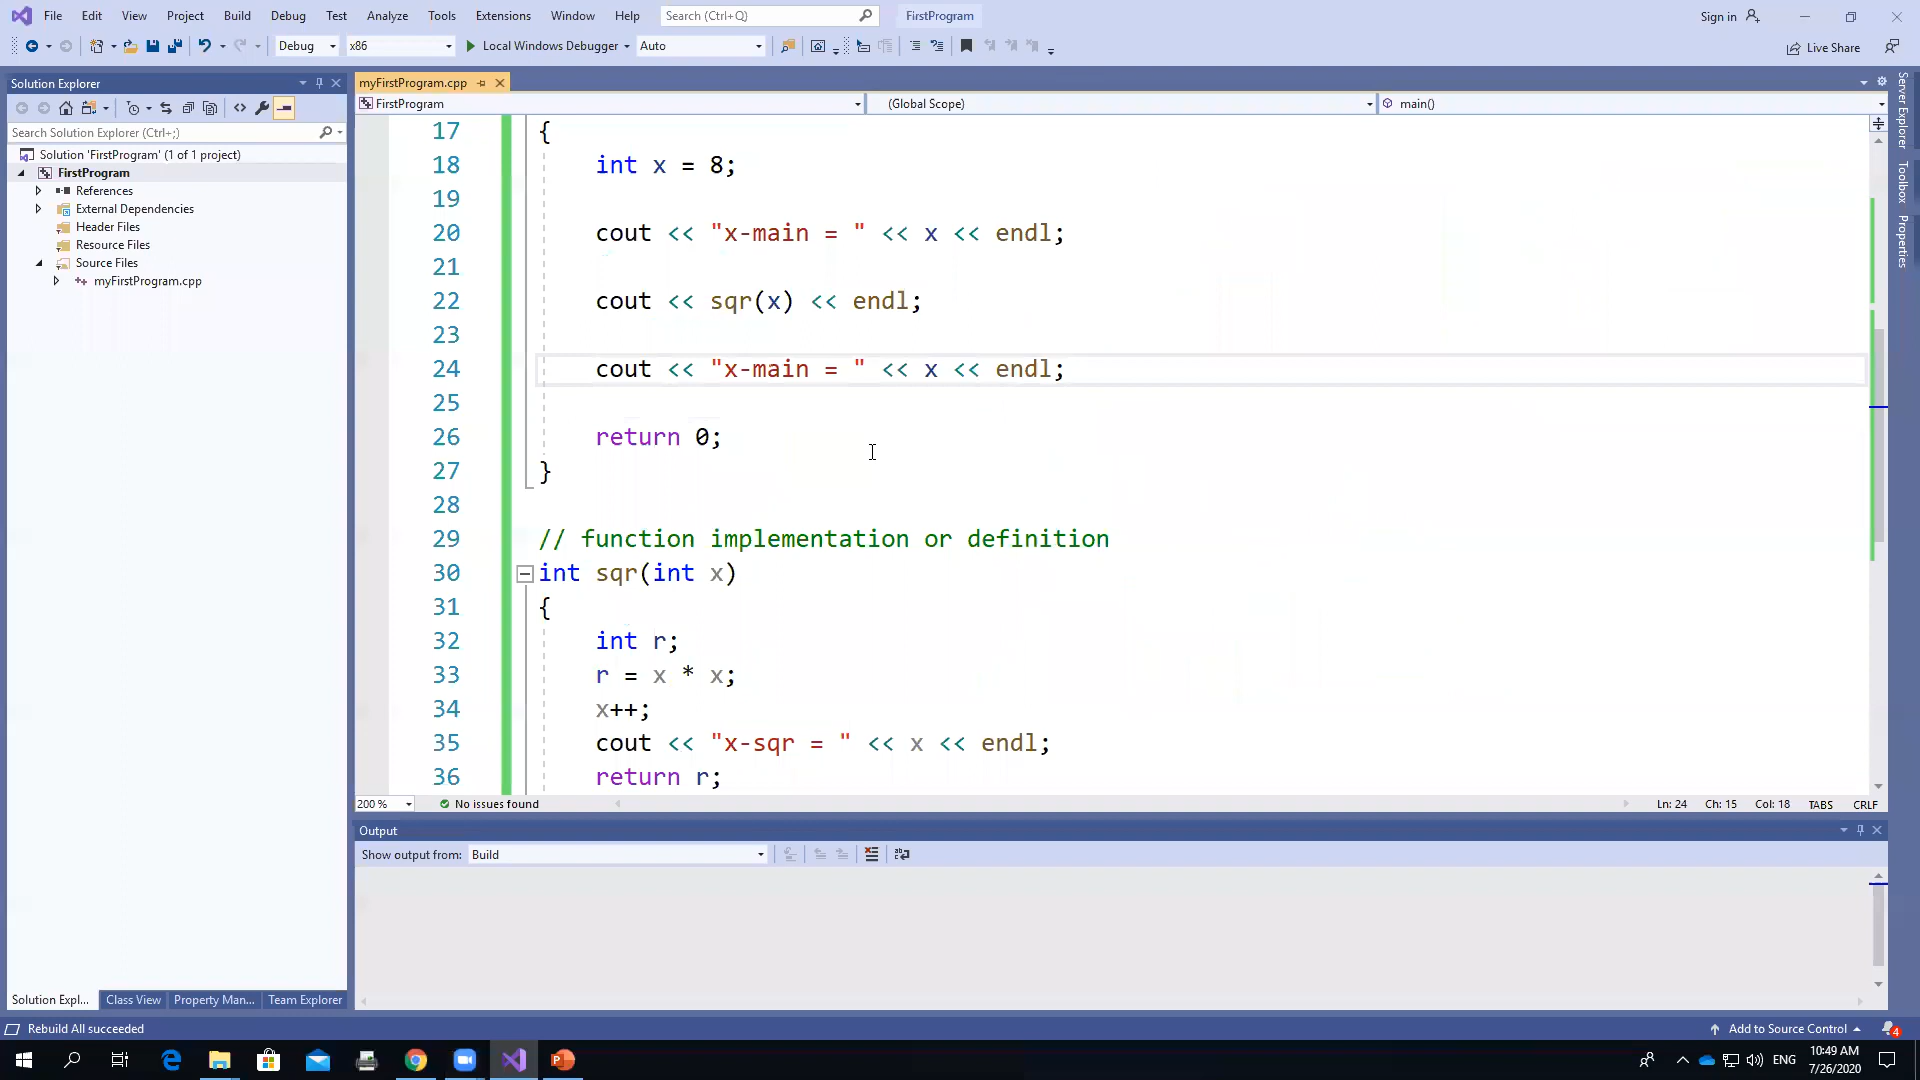 File Edit View Project Build Debug Test Analyze Tools Extensions Window Help Search (Ctrl+Q) FirstProgram Sign in
Debug x86 Local Windows Debugger Auto Live Share
Solution Explorer
Search Solution Explorer (Ctrl+;)
Solution 'FirstProgram' (1 of 1 project)
FirstProgram
References
External Dependencies
Header Files
Resource Files
Source Files
myFirstProgram.cpp
Solution Expl... Class View Property Man... Team Explorer
myFirstProgram.cpp
FirstProgram (Global Scope) main()
17 {
18 int x = 8;
19
20 cout << "x-main = " << x << endl;
21
22 cout << sqr(x) << endl;
23
24 cout << "x-main = " << x << endl;
25
26 return 0;
27 }
28
29 // function implementation or definition
30 int sqr(int x)
31 {
32 int r;
33 r = x * x;
34 x++;
35 cout << "x-sqr = " << x << endl;
36 return r;
200 % No issues found Ln: 24 Ch: 15 Col: 18 TABS CRLF
Output
Show output from: Build
Server Explorer
Toolbox
Properties
Rebuild All succeeded Add to Source Control 4
ENG 10:49 AM
7/26/2020